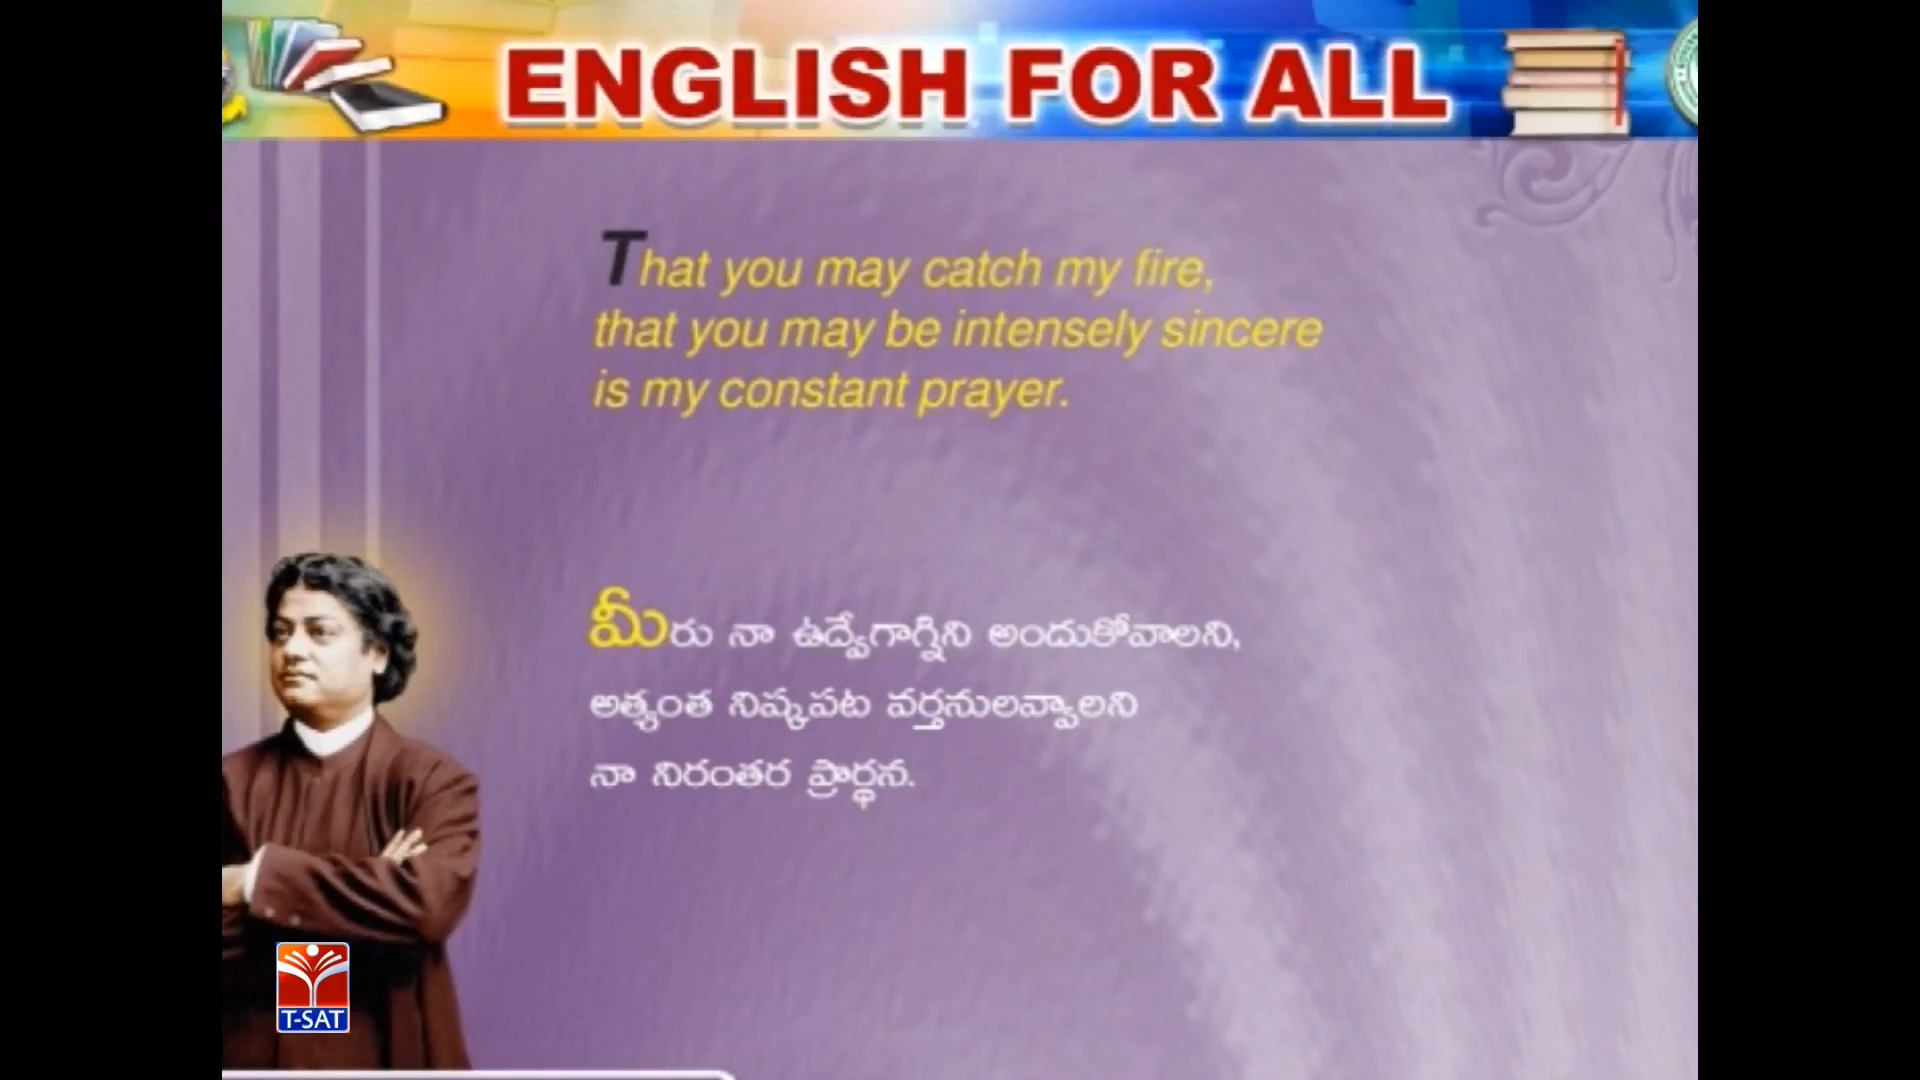 ENGLISH FOR ALL
That you may catch my fire,
that you may be intensely sincere
is my constant prayer.
మీరు నా ఉద్వేగాగ్నిని అందుకోవాలని,
అత్యంత నిష్కపట వర్తనులవ్వాలని
నా నిరంతర ప్రార్థన.
T-SAT